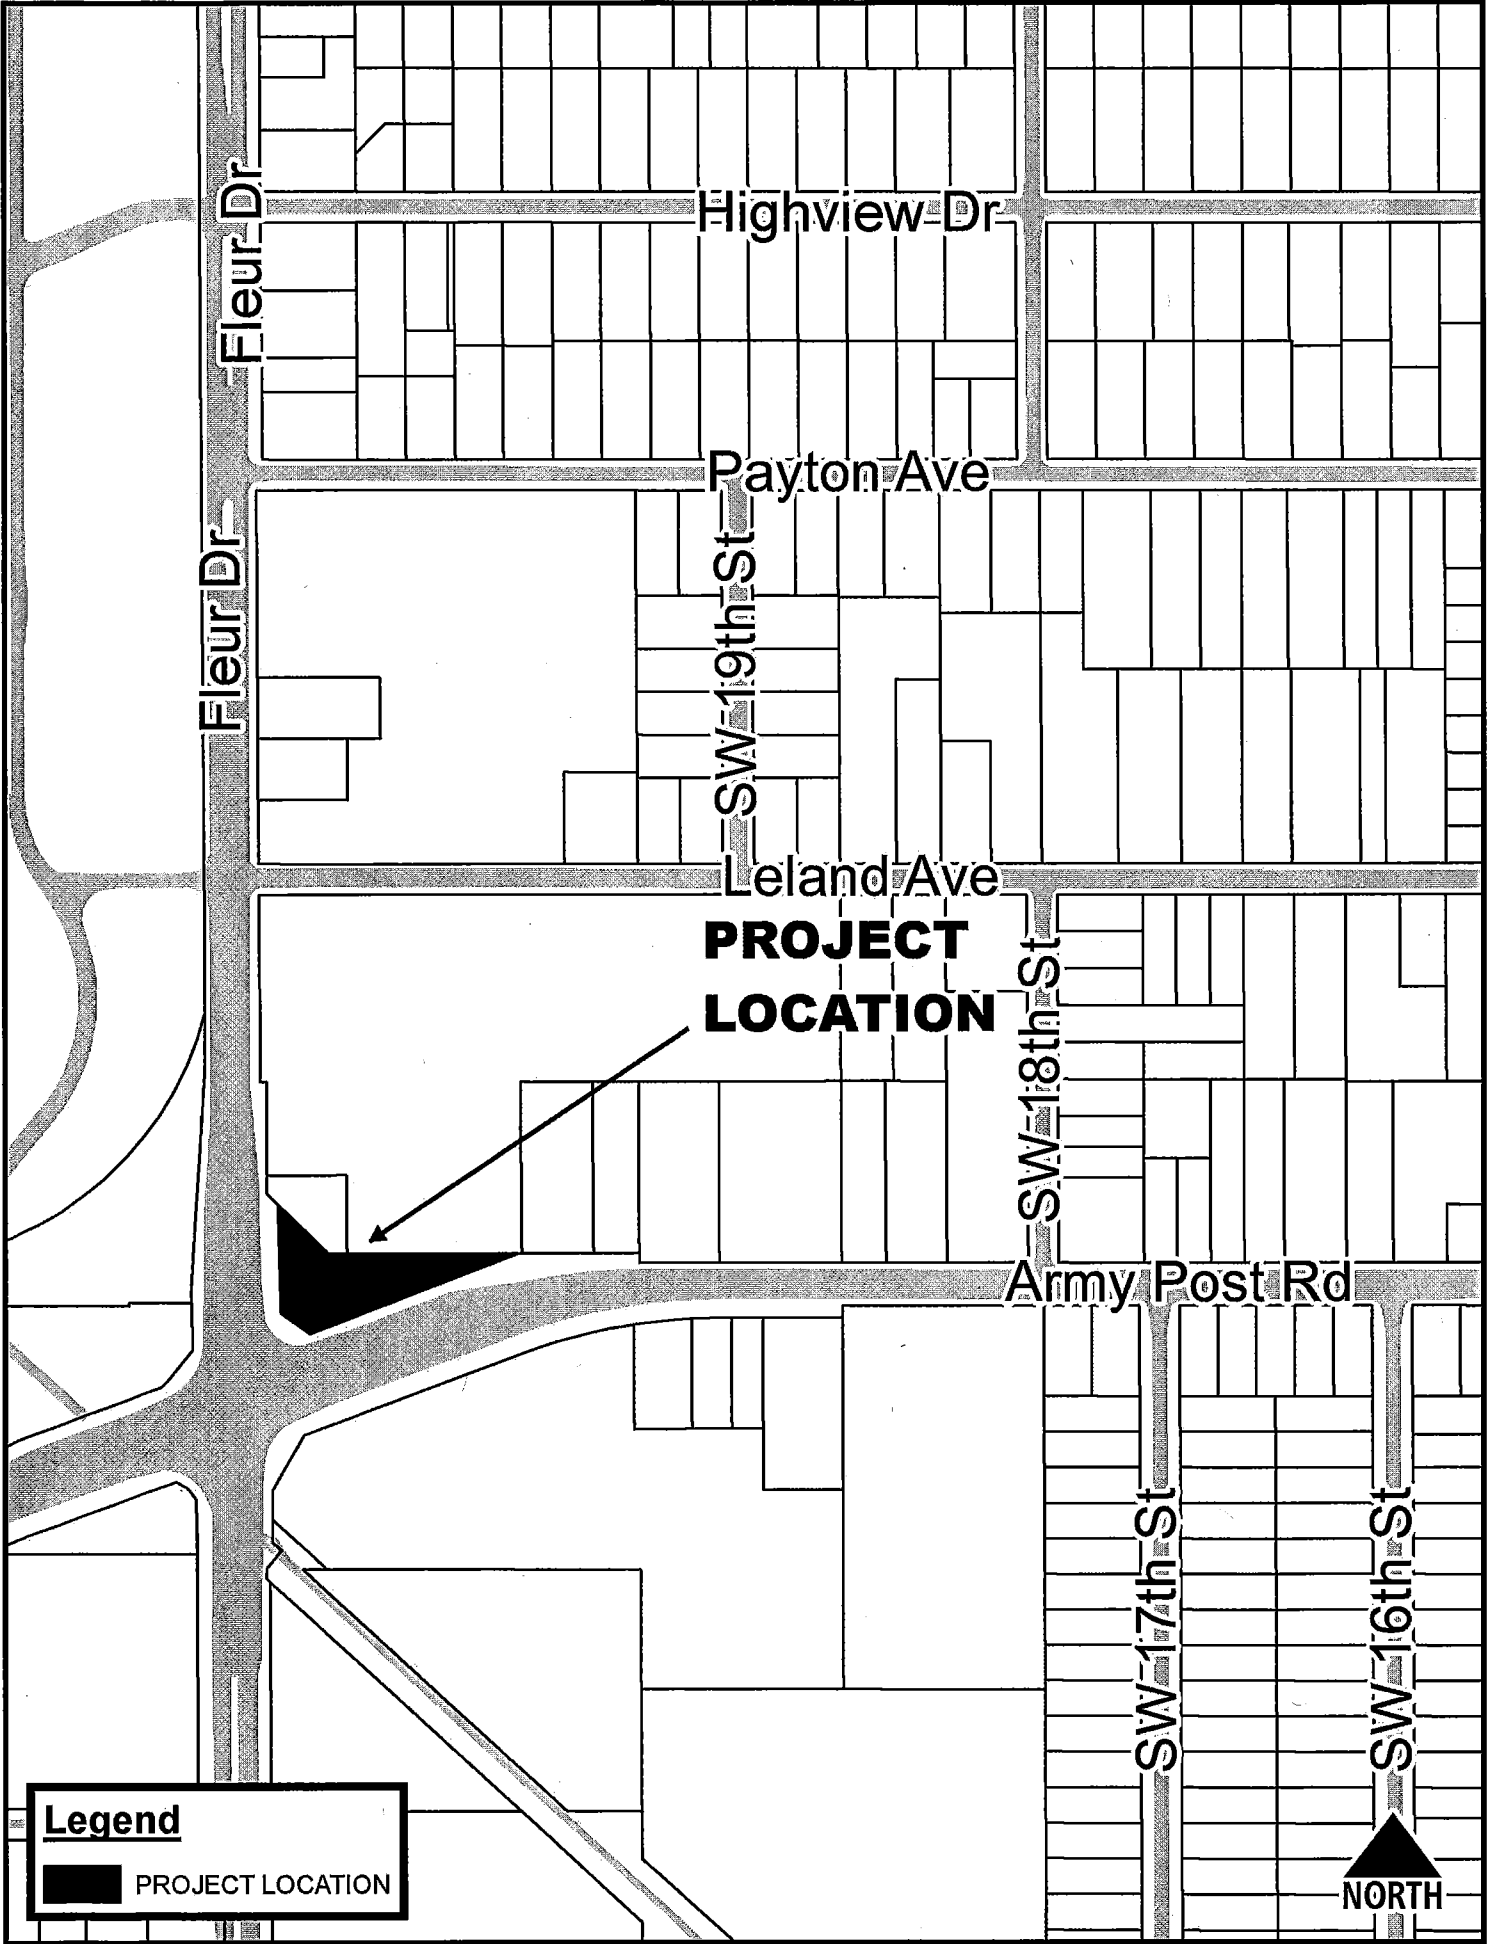 Highview Dr
Fleur Dr
Payton Ave
Fleur Dr
SW 19th St
Leland Ave
PROJECT
LOCATION
SW 18th St
Army Post Rd
SW 17th St
SW 16th St
Legend
PROJECT LOCATION
NORTH